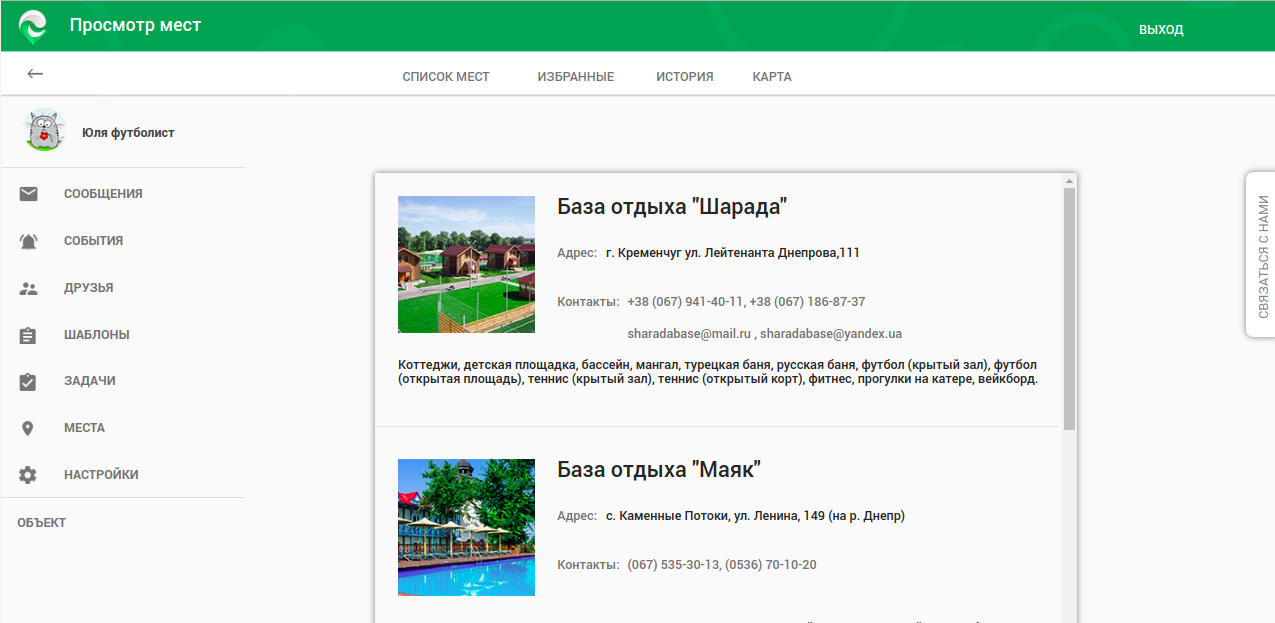 Просмотр мест
ВЫХОД
СПИСОК МЕСТ ИЗБРАННЫЕ ИСТОРИЯ КАРТА
Юля футболист
СООБЩЕНИЯ
СОБЫТИЯ
ДРУЗЬЯ
ШАБЛОНЫ
ЗАДАЧИ
МЕСТА
НАСТРОЙКИ
ОБЪЕКТ
База отдыха "Шарада"
Адрес: г. Кременчуг ул. Лейтенанта Днепрова,111
Контакты: +38 (067) 941-40-11, +38 (067) 186-87-37
sharadabase@mail.ru , sharadabase@yandex.ua
Коттеджи, детская площадка, бассейн, мангал, турецкая баня, русская баня, футбол (крытый зал), футбол
(открытая площадь), теннис (крытый зал), теннис (открытый корт), фитнес, прогулки на катере, вейкборд.
База отдыха "Маяк"
Адрес: с. Каменные Потоки, ул. Ленина, 149 (на р. Днепр)
Контакты: (067) 535-30-13, (0536) 70-10-20
СВЯЗАТЬСЯ С НАМИ